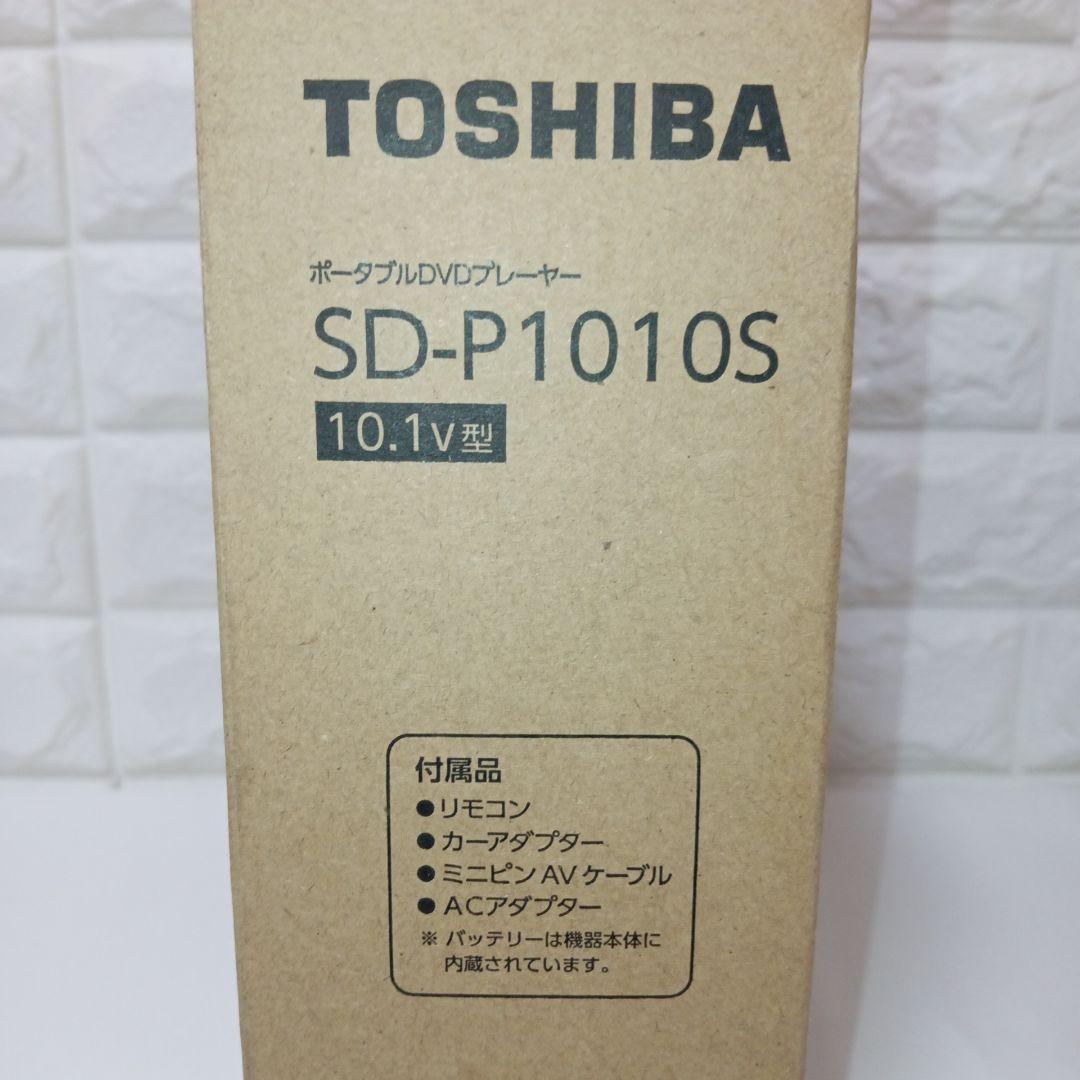 TOSHIBA
ポータブルDVDプレーヤー
SD-P1010S
10.1v型
付属品
●リモコン
●カーアダプター
●ミニピンAVケーブル
●ACアダプター
※ バッテリーは機器本体に
内蔵されています。